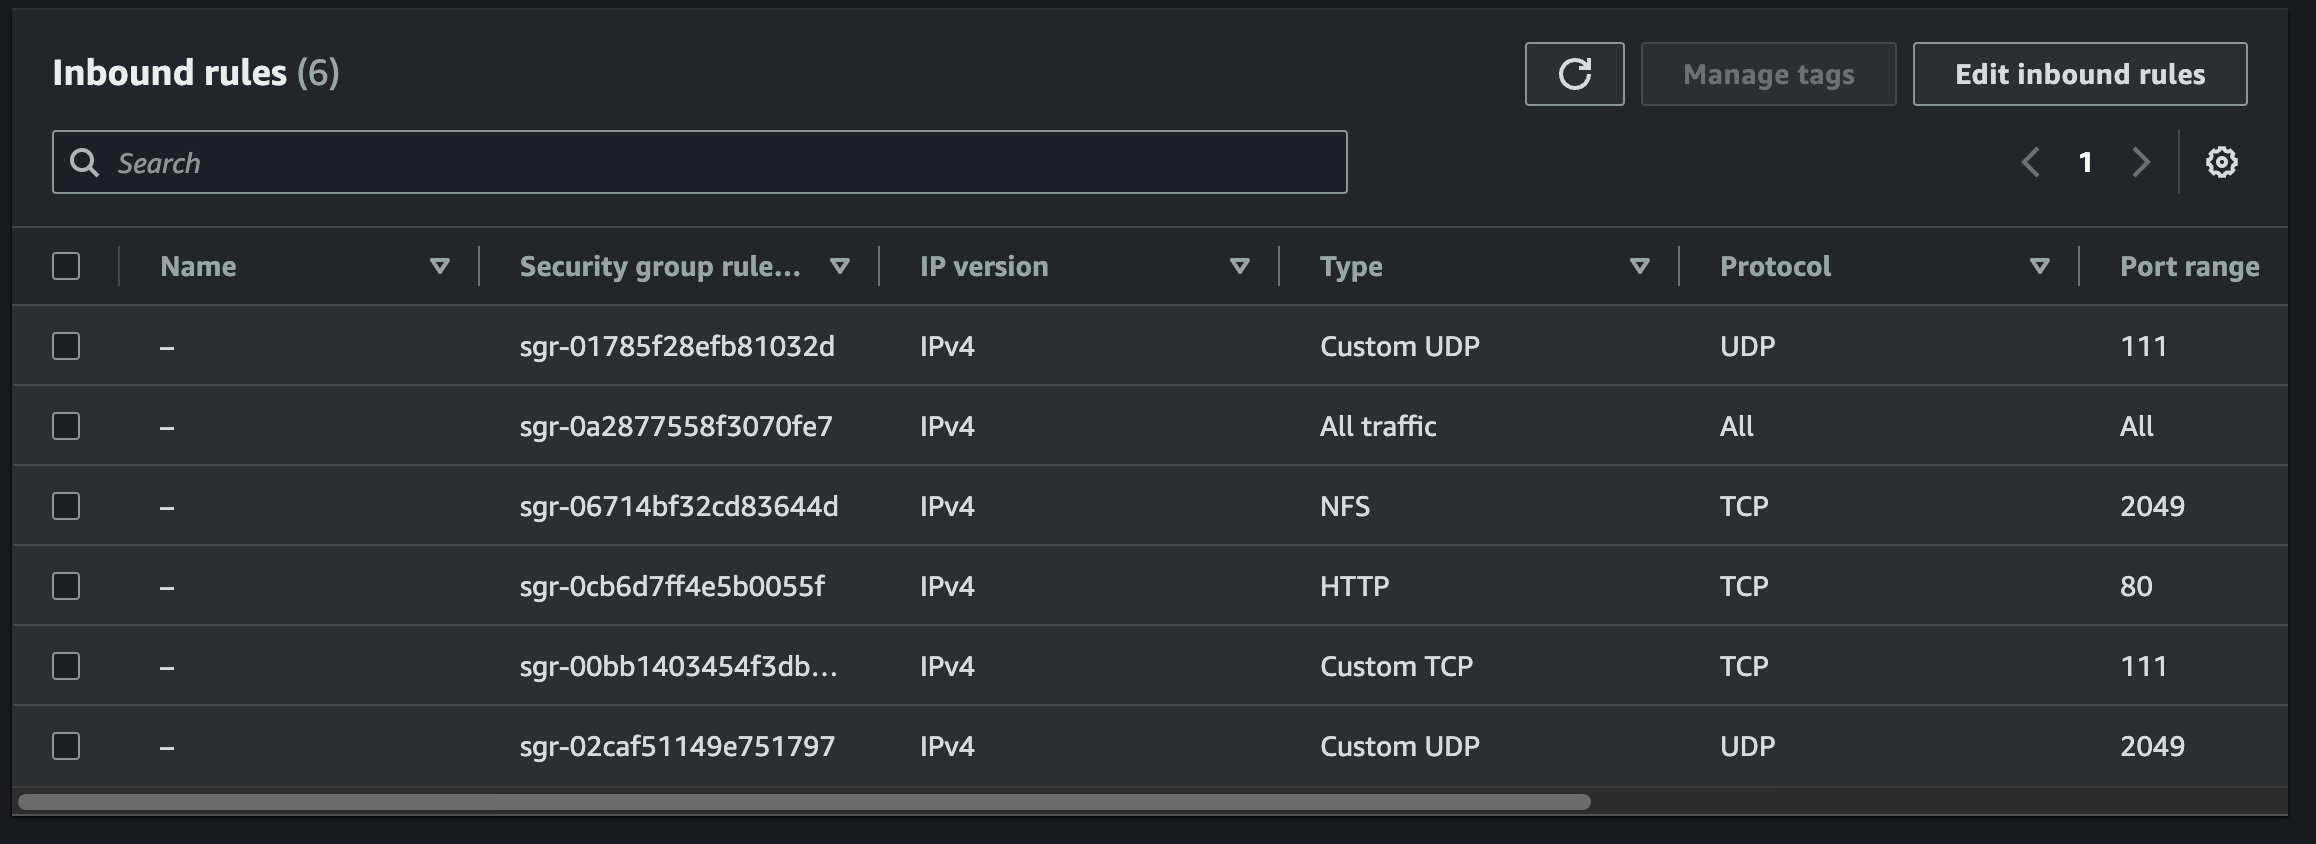 Inbound rules (6)
Manage tags
Edit inbound rules
Search
1
Name Security group rule... IP version Type Protocol Port range
– sgr-01785f28efb81032d IPv4 Custom UDP UDP 111
– sgr-0a2877558f3070fe7 IPv4 All traffic All All
– sgr-06714bf32cd83644d IPv4 NFS TCP 2049
– sgr-0cb6d7ff4e5b0055f IPv4 HTTP TCP 80
– sgr-00bb1403454f3db... IPv4 Custom TCP TCP 111
– sgr-02caf51149e751797 IPv4 Custom UDP UDP 2049